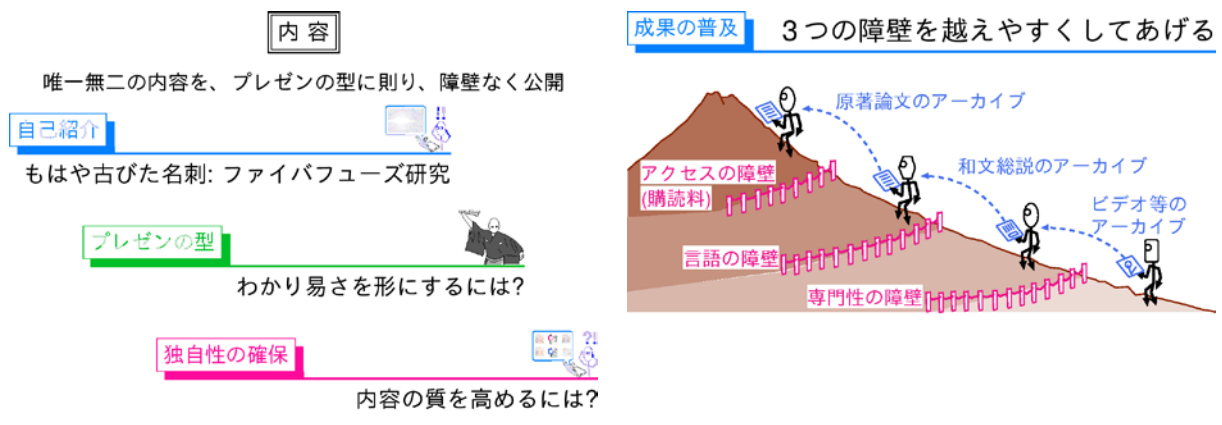 内容
唯一無二の内容を、プレゼンの型に則り、障壁なく公開
自己紹介
もはや古びた名刺: ファイバフューズ研究
プレゼンの型
わかり易さを形にするには?
独自性の確保
内容の質を高めるには?
成果の普及
3つの障壁を越えやすくしてあげる
原著論文のアーカイブ
アクセスの障壁
(購読料)
和文総説のアーカイブ
ビデオ等の
アーカイブ
言語の障壁
専門性の障壁
!!
?!